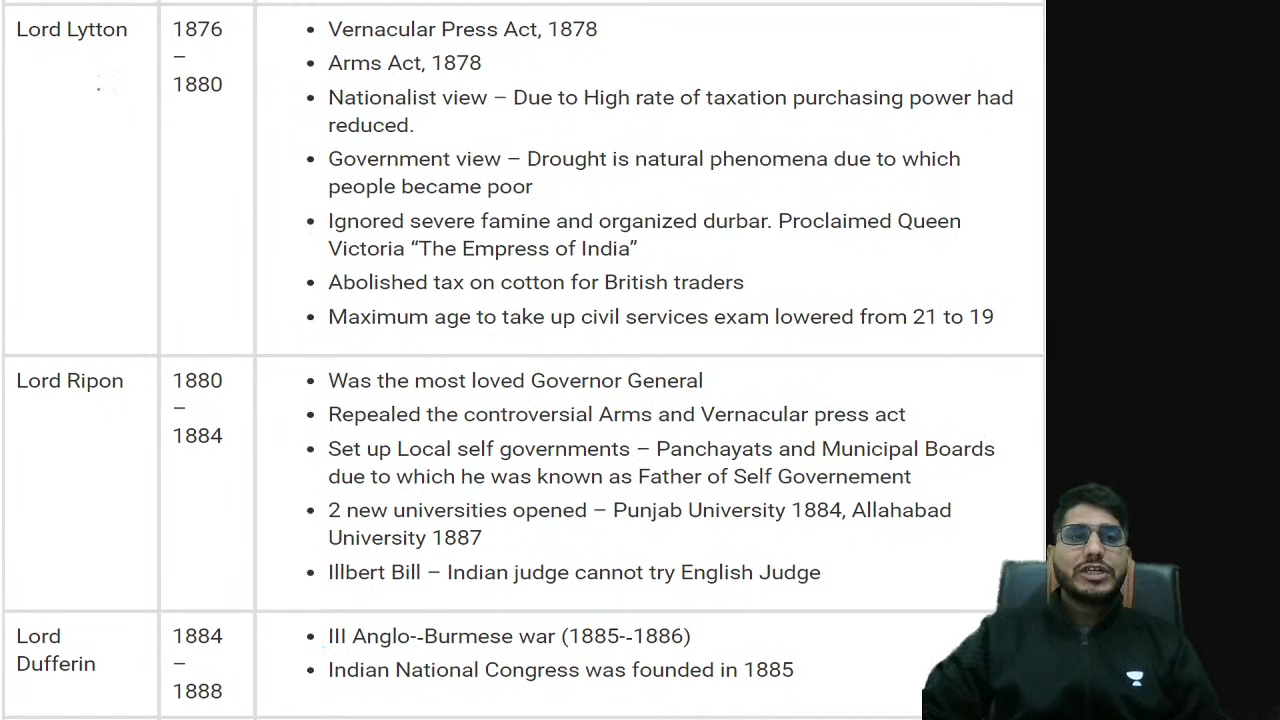 Lord Lytton
1876
–
1880
• Vernacular Press Act, 1878
• Arms Act, 1878
• Nationalist view – Due to High rate of taxation purchasing power had
reduced.
• Government view – Drought is natural phenomena due to which
people became poor
• Ignored severe famine and organized durbar. Proclaimed Queen
Victoria “The Empress of India”
• Abolished tax on cotton for British traders
• Maximum age to take up civil services exam lowered from 21 to 19
Lord Ripon
1880
–
1884
• Was the most loved Governor General
• Repealed the controversial Arms and Vernacular press act
• Set up Local self governments – Panchayats and Municipal Boards
due to which he was known as Father of Self Governement
• 2 new universities opened – Punjab University 1884, Allahabad
University 1887
• Illbert Bill – Indian judge cannot try English Judge
Lord
Dufferin
1884
–
1888
• III Anglo-‐Burmese war (1885-‐1886)
• Indian National Congress was founded in 1885